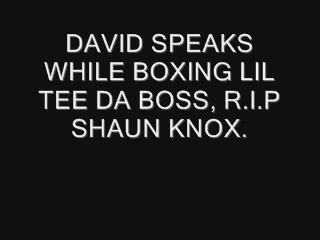 DAVID SPEAKS
WHILE BOXING LIL
TEE DA BOSS, R.I.P
SHAUN KNOX.